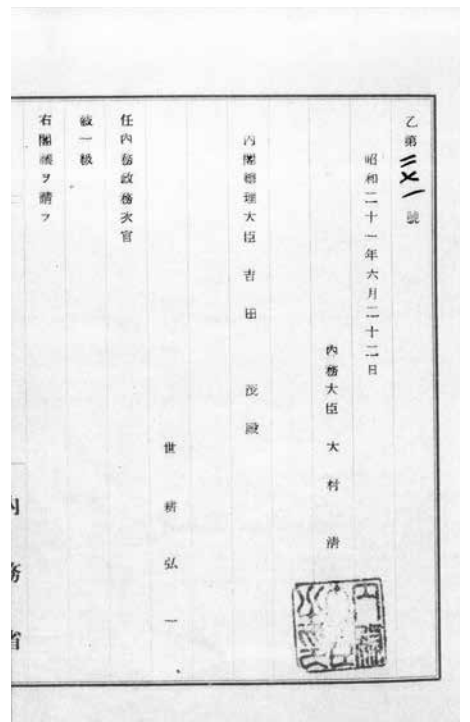 乙第二×一號
昭和二十一年六月二十二日
內務大臣 大村清
內閣總理大臣 吉田茂殿
世耕弘一
任內務政務次官
敍一級
右閣議ヲ請フ
內務省